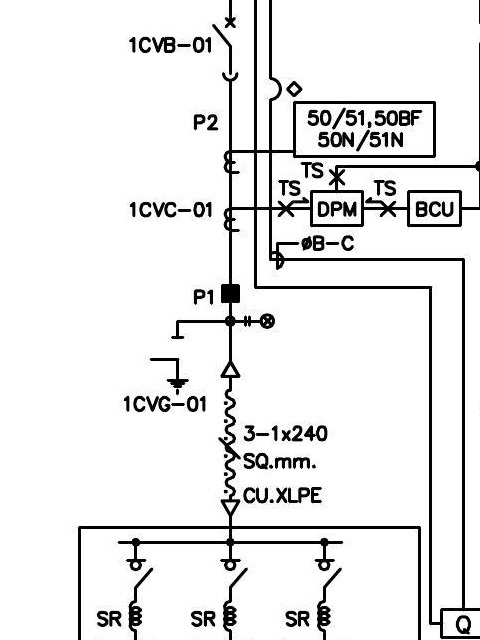 1CVB-01
P2
50/51,50BF
50N/51N
TS
TS
TS
1CVC-01
DPM
BCU
øB-C
P1
1CVG-01
3-1x240
SQ.mm.
CU.XLPE
SR
SR
SR
Q